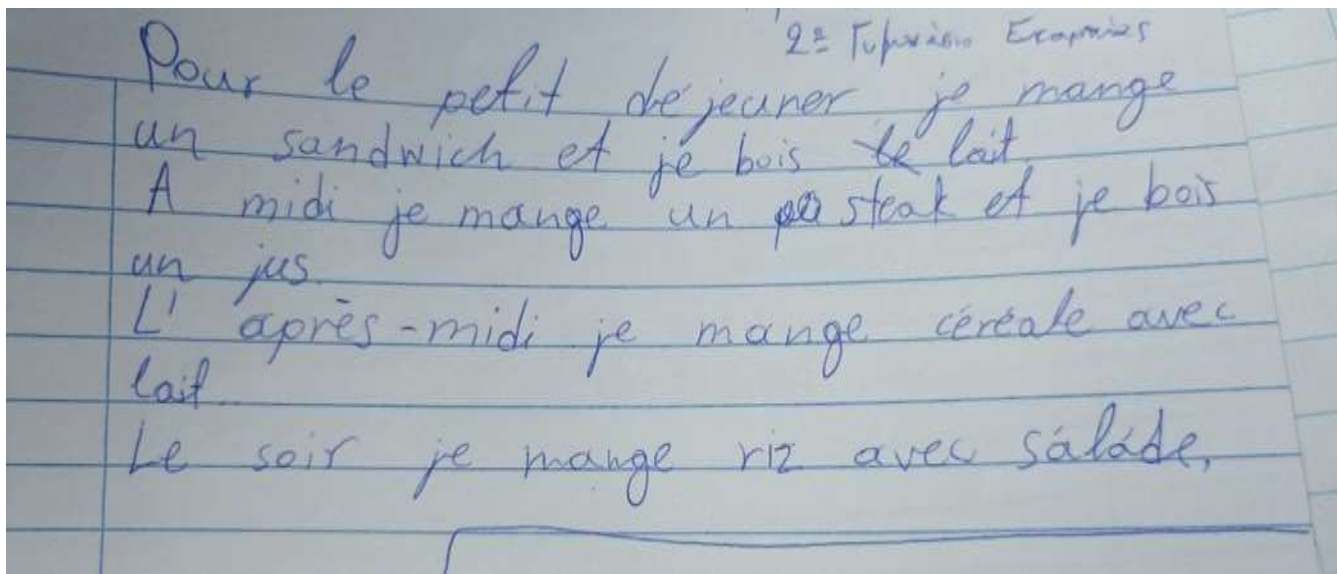 2ο Γυμνάσιο
Pour le petit déjeuner je mange
un sandwich et je bois le lait.
A midi je mange un steak et je bois
un jus.
L' après-midi je mange céréale avec
lait.
Le soir je mange riz avec sáláde,